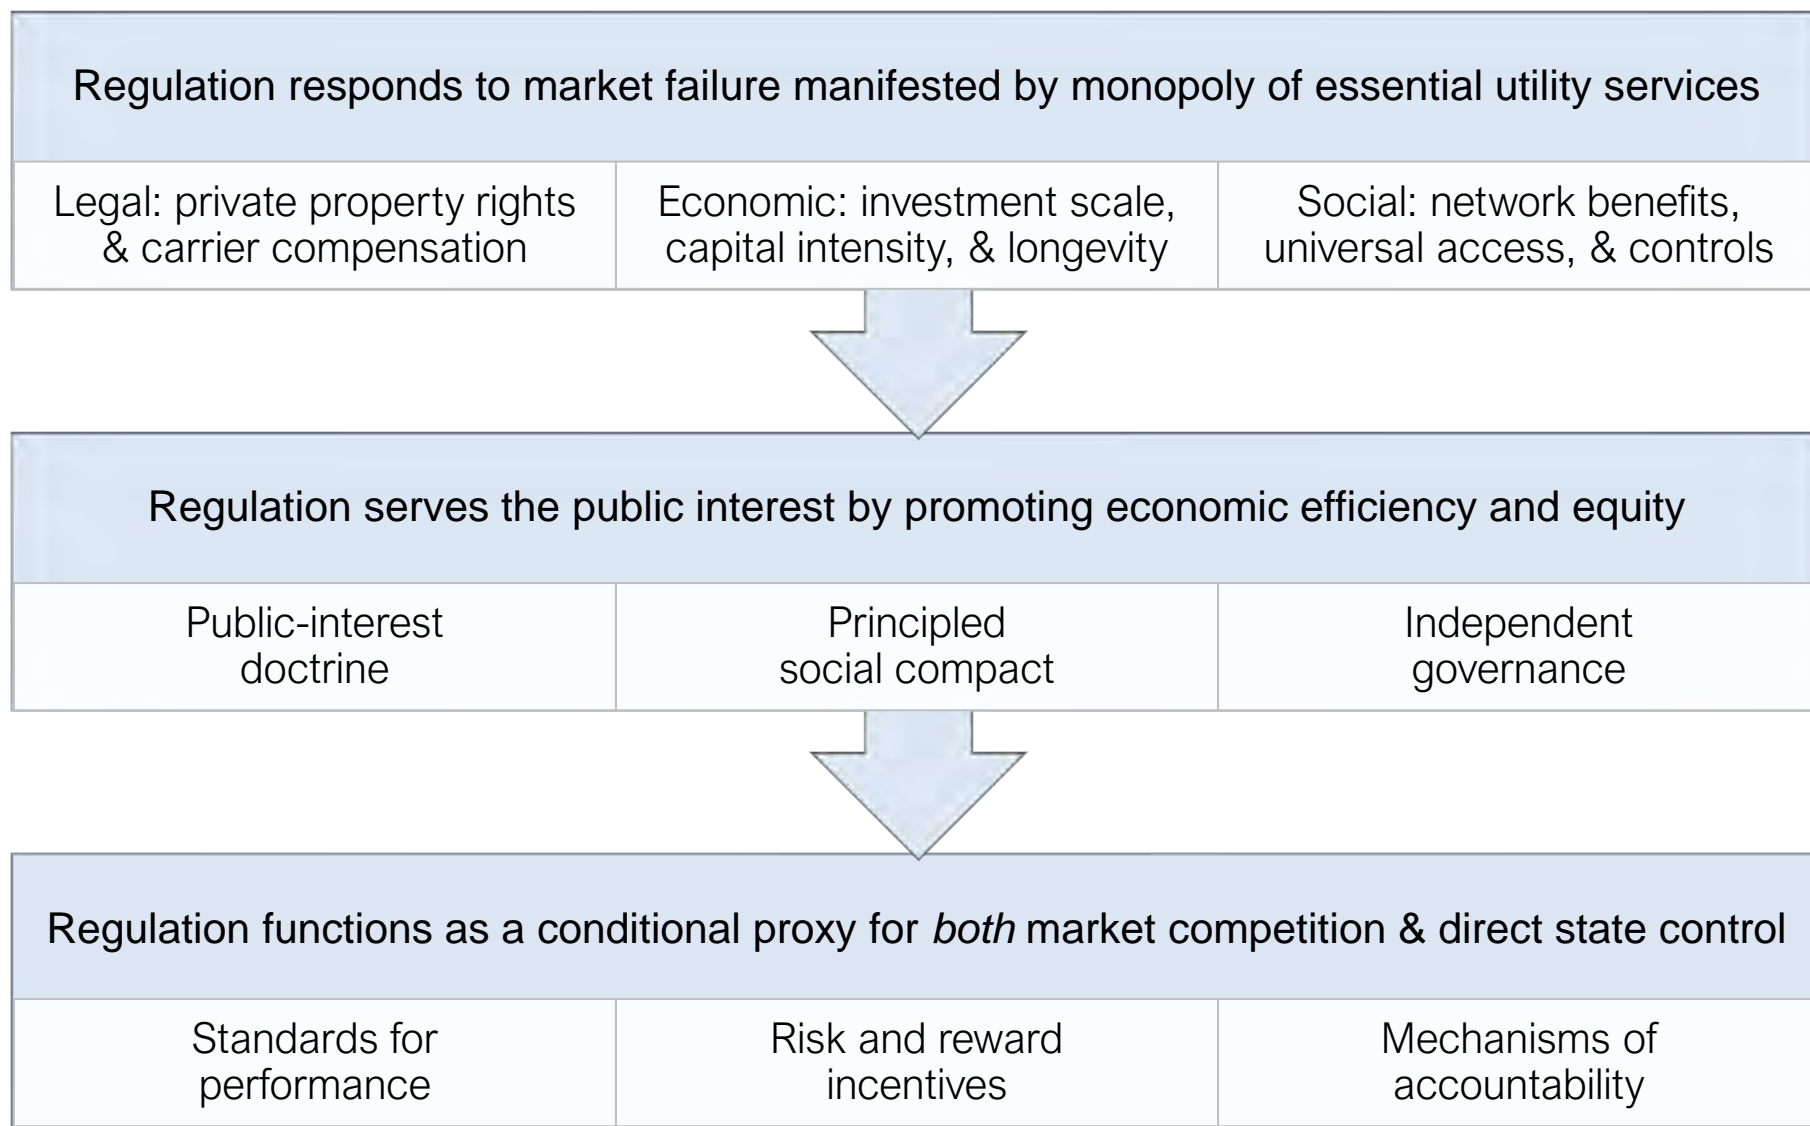 Regulation responds to market failure manifested by monopoly of essential utility services
Legal: private property rights
& carrier compensation
Economic: investment scale,
capital intensity, & longevity
Social: network benefits,
universal access, & controls
Regulation serves the public interest by promoting economic efficiency and equity
Public-interest
doctrine
Principled
social compact
Independent
governance
Regulation functions as a conditional proxy for both market competition & direct state control
Standards for
performance
Risk and reward
incentives
Mechanisms of
accountability